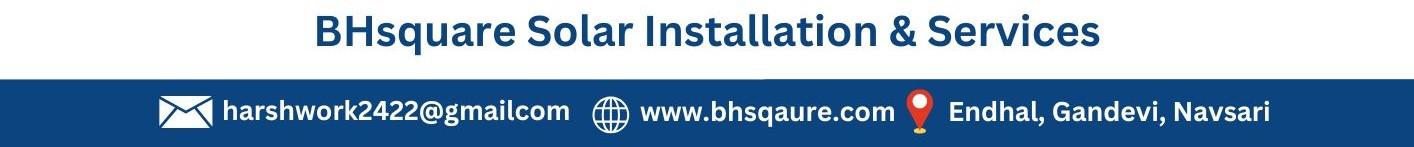 BHsquare Solar Installation & Services
harshwork2422@gmailcom www.bhsqaure.com Endhal, Gandevi, Navsari